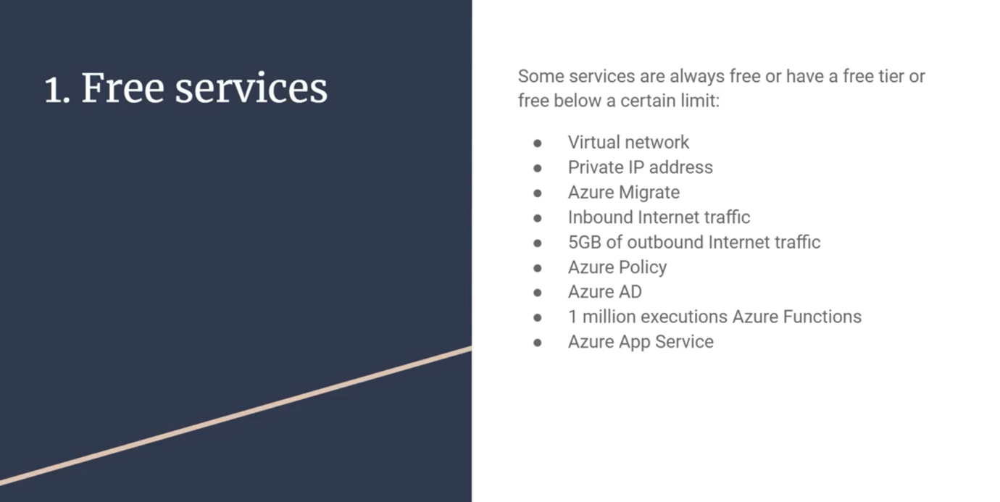 1. Free services
Some services are always free or have a free tier or
free below a certain limit:
● Virtual network
● Private IP address
● Azure Migrate
● Inbound Internet traffic
● 5GB of outbound Internet traffic
● Azure Policy
● Azure AD
● 1 million executions Azure Functions
● Azure App Service